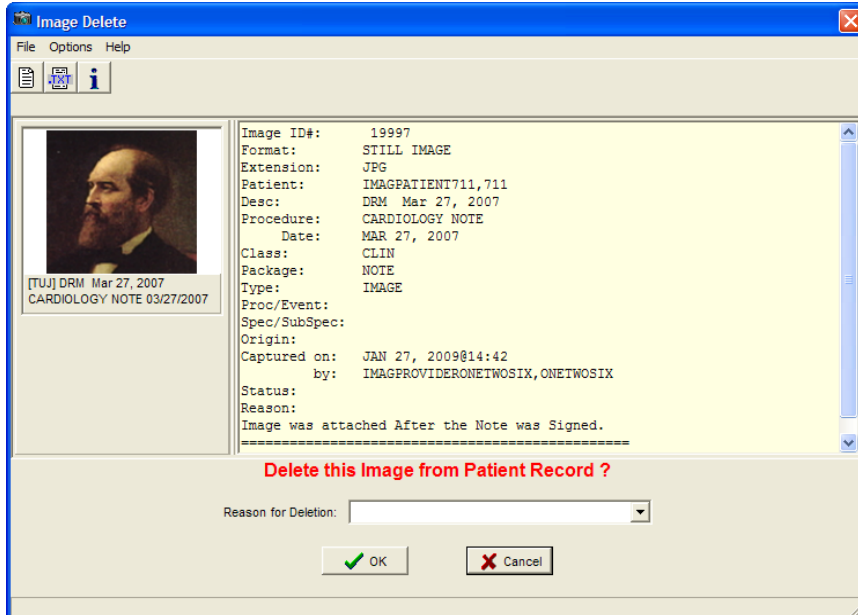 Image Delete
File Options Help
.TXT i
Image ID#: 19997
Format: STILL IMAGE
Extension: JPG
Patient: IMAGPATIENT711,711
Desc: DRM Mar 27, 2007
Procedure: CARDIOLOGY NOTE
Date: MAR 27, 2007
Class: CLIN
Package: NOTE
Type: IMAGE
Proc/Event:
Spec/SubSpec:
Origin:
Captured on: JAN 27, 2009@14:42
by: IMAGPROVIDERONETWOSIX,ONETWOSIX
Status:
Reason:
Image was attached After the Note was Signed.
================================================
[TUJ] DRM Mar 27, 2007
CARDIOLOGY NOTE 03/27/2007
Delete this Image from Patient Record ?
Reason for Deletion:
OK Cancel